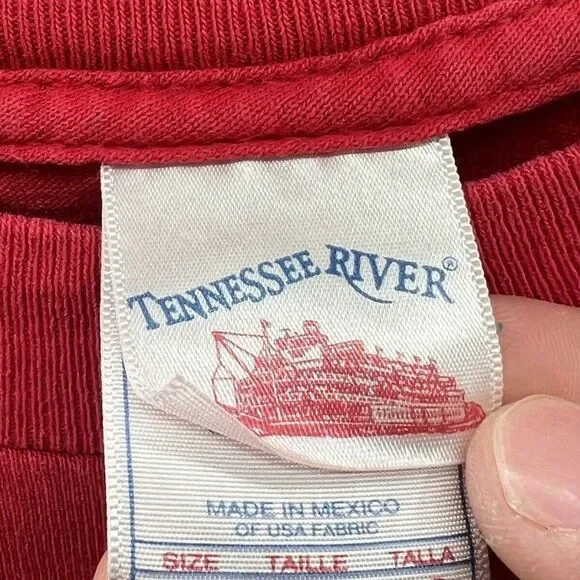 TENNESSEE RIVER®
MADE IN MEXICO
OF USA FABRIC
SIZE TAILLE TALLA